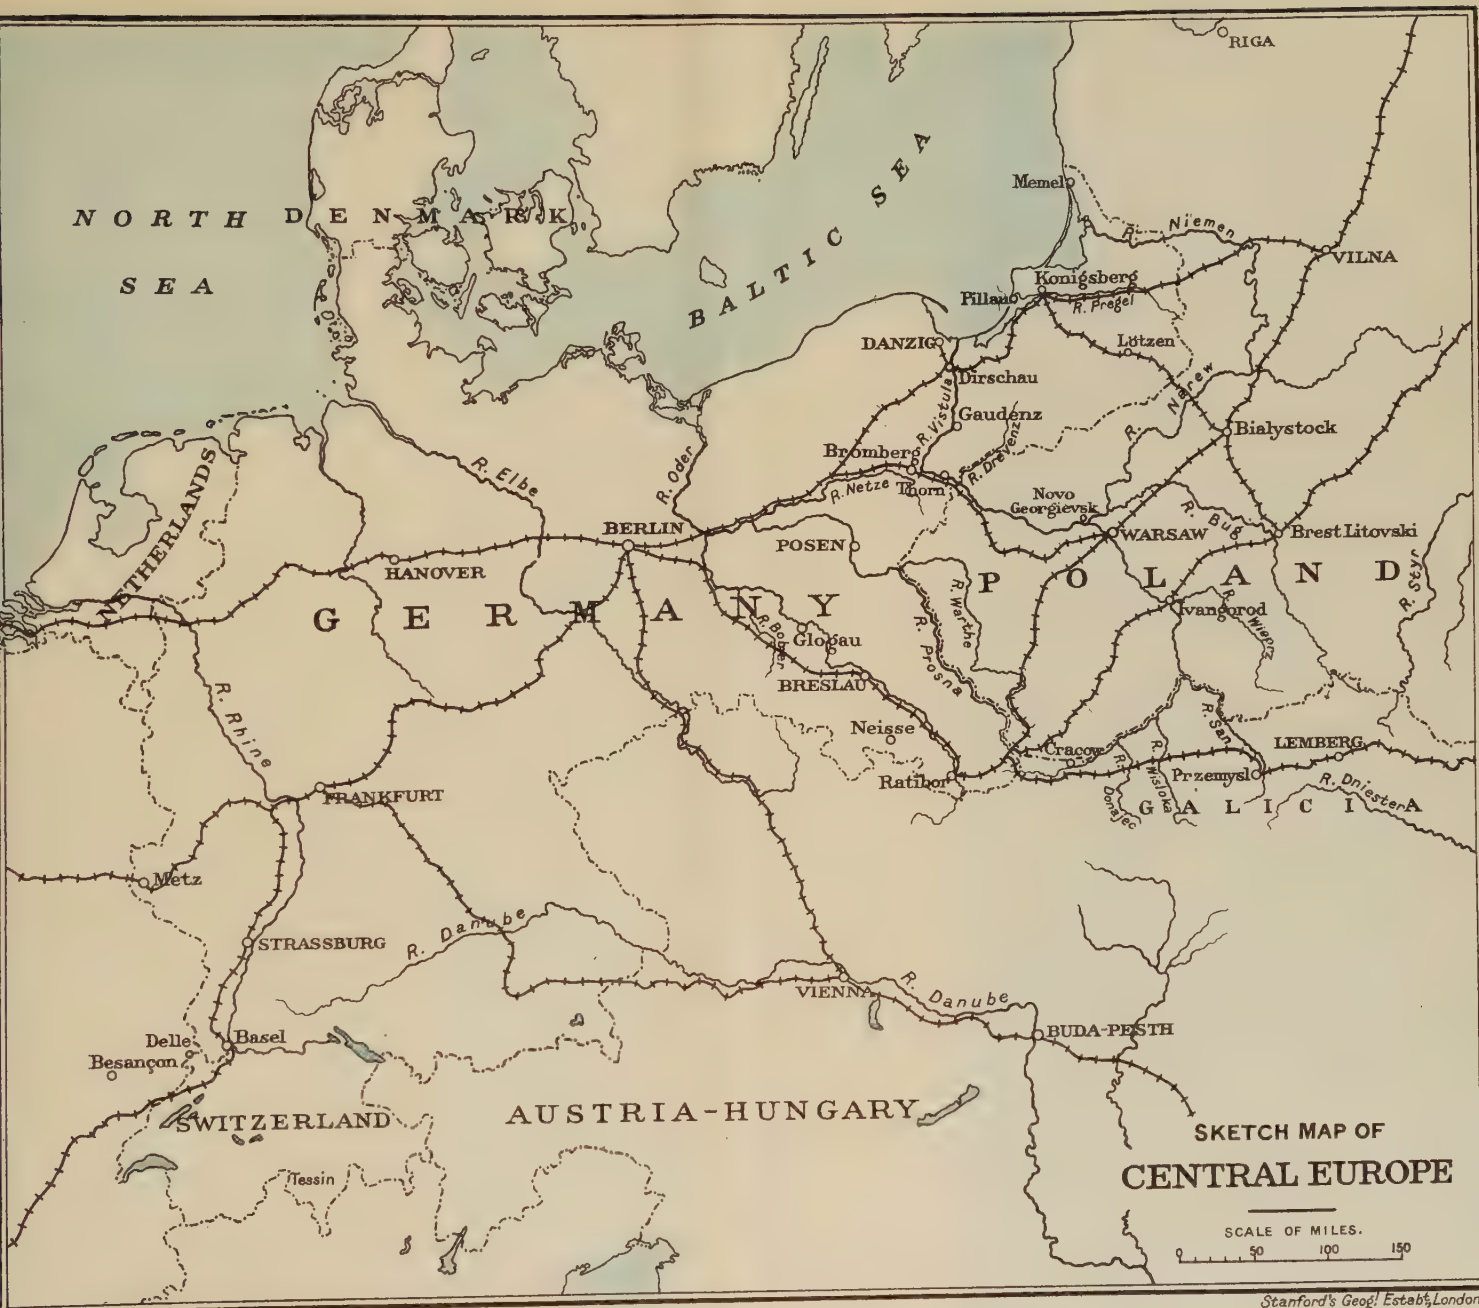 RIGA
NORTH SEA
DENMARK
BALTIC SEA
Memel
R. Niemen
VILNA
Konigsberg
Pillau
R. Pregel
DANZIG
Lötzen
Dirschau
R. Narew
R. Vistula
Gaudenz
Bialystock
R. Drevenz
Bromberg
R. Elbe
R. Oder
R. Netze
Thorn
Novo
Georgievsk
R. Bug
NETHERLANDS
BERLIN
POSEN
WARSAW
Brest Litovski
HANOVER
POLAND
R. Styr
GERMANY
R. Warthe
Ivangorod
R. Wieprz
R. Bober
Glogau
R. Prosna
BRESLAU
R. Rhine
Neisse
R. San
Cracow
LEMBERG
Ratibor
R. Donajec
R. Wisloka
Przemysl
R. Dniester
GALICIA
FRANKFURT
Metz
STRASSBURG
R. Danube
VIENNA
R. Danube
BUDA-PESTH
Delle
Basel
Besançon
SWITZERLAND
AUSTRIA-HUNGARY
Tessin
SKETCH MAP OF
CENTRAL EUROPE
SCALE OF MILES.
0 50 100 150
Stanford's Geog! Estabt, London